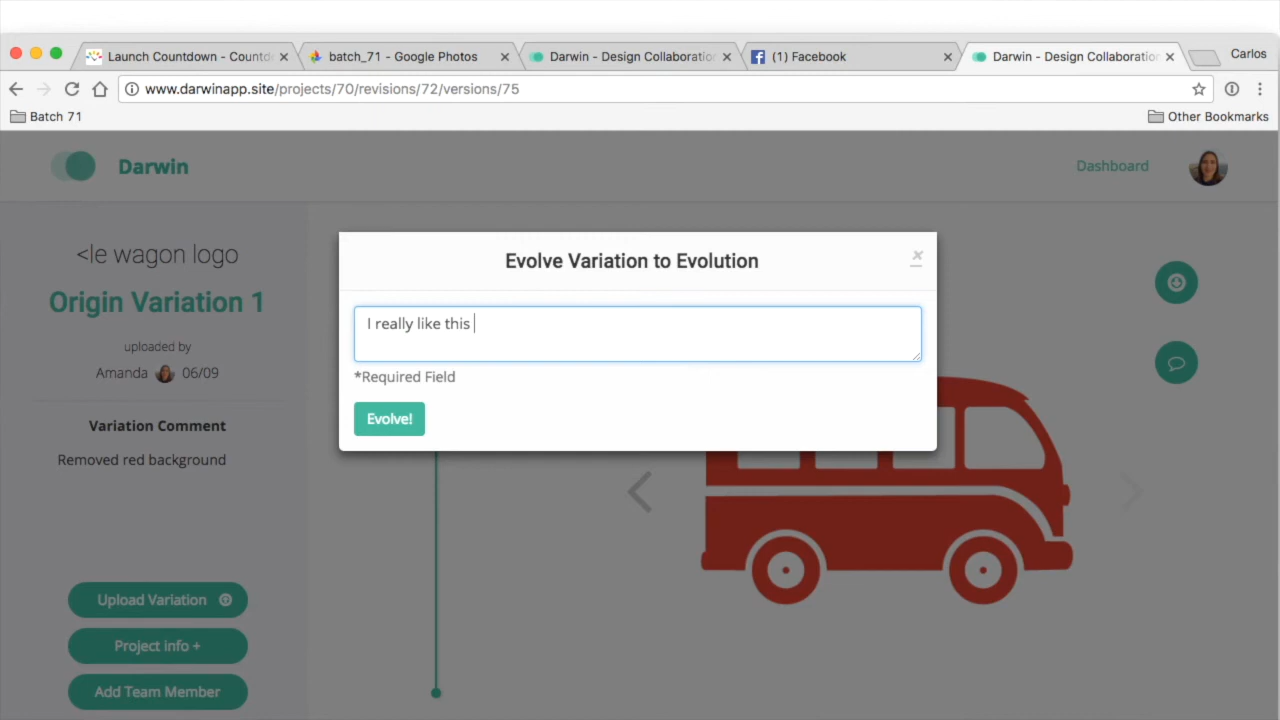 Launch Countdown - Countd
batch_71 - Google Photos
Darwin - Design Collaboration
(1) Facebook
Darwin - Design Collaboration
Carlos
www.darwinapp.site/projects/70/revisions/72/versions/75
Batch 71
Other Bookmarks
Darwin
Dashboard
<le wagon logo
Origin Variation 1
uploaded by
Amanda 06/09
Variation Comment
Removed red background
Upload Variation
Project info +
Add Team Member
Evolve Variation to Evolution
I really like this
*Required Field
Evolve!